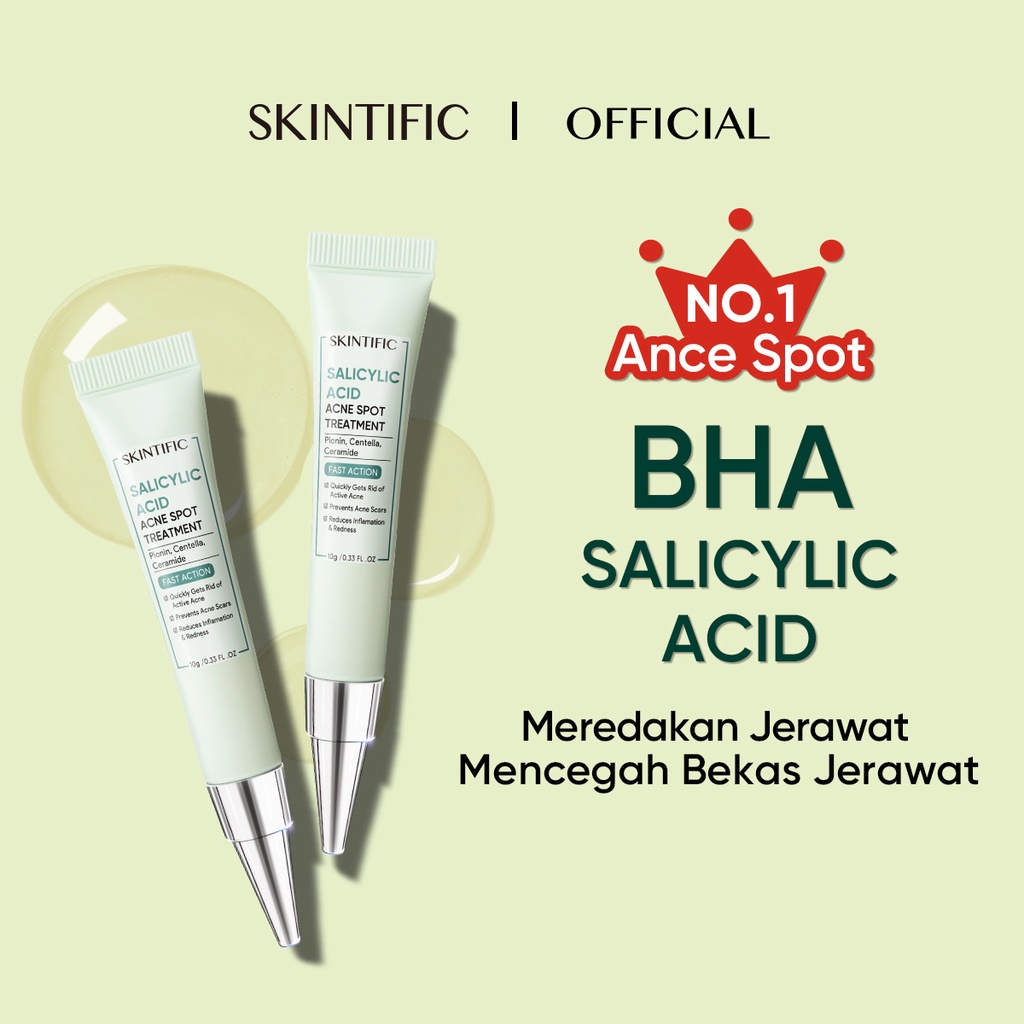 SKINTIFIC | OFFICIAL
NO.1
Ance Spot
BHA
SALICYLIC
ACID
Meredakan Jerawat
Mencegah Bekas Jerawat
SKINTIFIC
SALICYLIC
ACID
ACNE SPOT
TREATMENT
Pionin, Centella,
Ceramide
FAST ACTION
Quickly Gets Rid of
Active Acne
Prevents Acne Scars
Reduces Inflamation
& Redness
10g /0.33 FL .OZ
SKINTIFIC
SALICYLIC
ACID
ACNE SPOT
TREATMENT
Pionin, Centella,
Ceramide
FAST ACTION
Quickly Gets Rid of
Active Acne
Prevents Acne Scars
Reduces Inflamation
& Redness
10g /0.33 FL .OZ